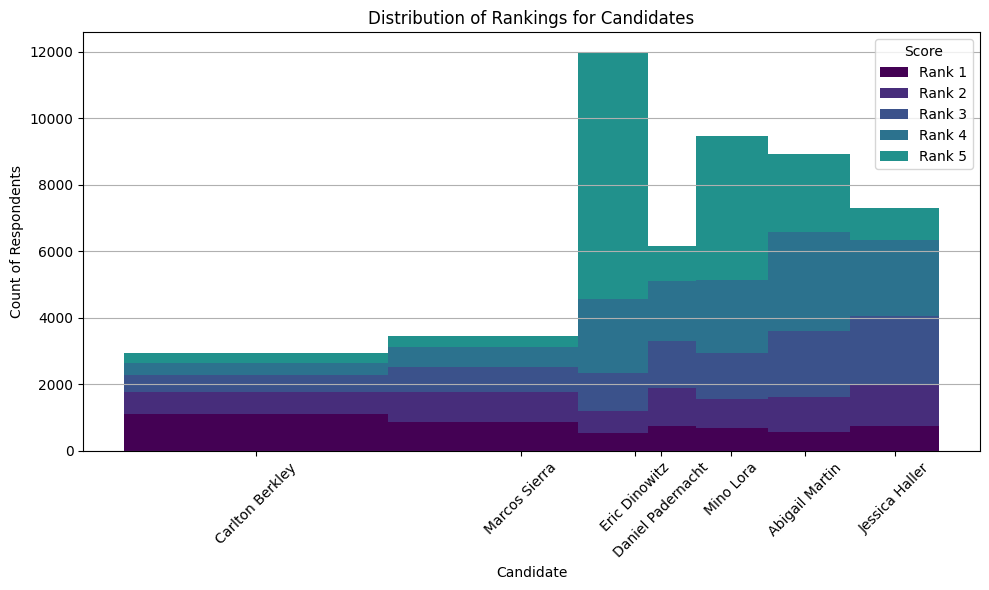 Distribution of Rankings for Candidates
Score
Rank 1
Rank 2
Rank 3
Rank 4
Rank 5
12000
10000
8000
6000
4000
2000
0
Count of Respondents
Carlton Berkley
Marcos Sierra
Eric Dinowitz
Daniel Padernacht
Mino Lora
Abigail Martin
Jessica Haller
Candidate